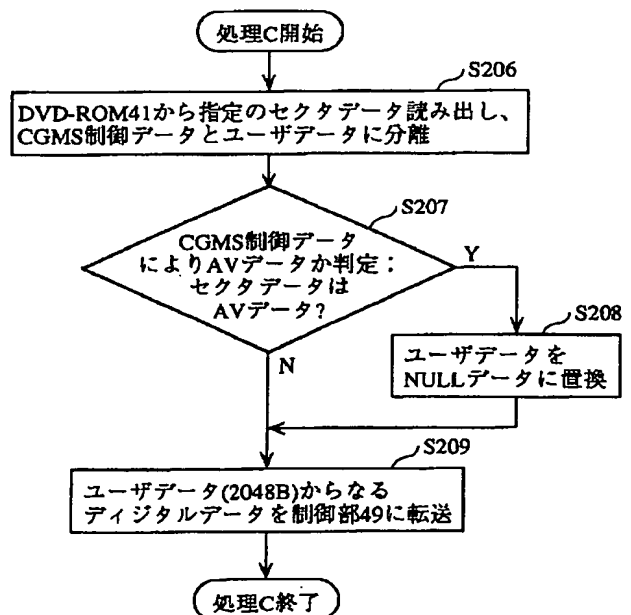 処理C開始
S206
DVD-ROM41から指定のセクタデータ読み出し、
CGMS制御データとユーザデータに分離
S207
CGMS制御データ
によりAVデータか判定：
セクタデータは
AVデータ?
Y
N
S208
ユーザデータを
NULLデータに置換
S209
ユーザデータ(2048B)からなる
ディジタルデータを制御部49に転送
処理C終了